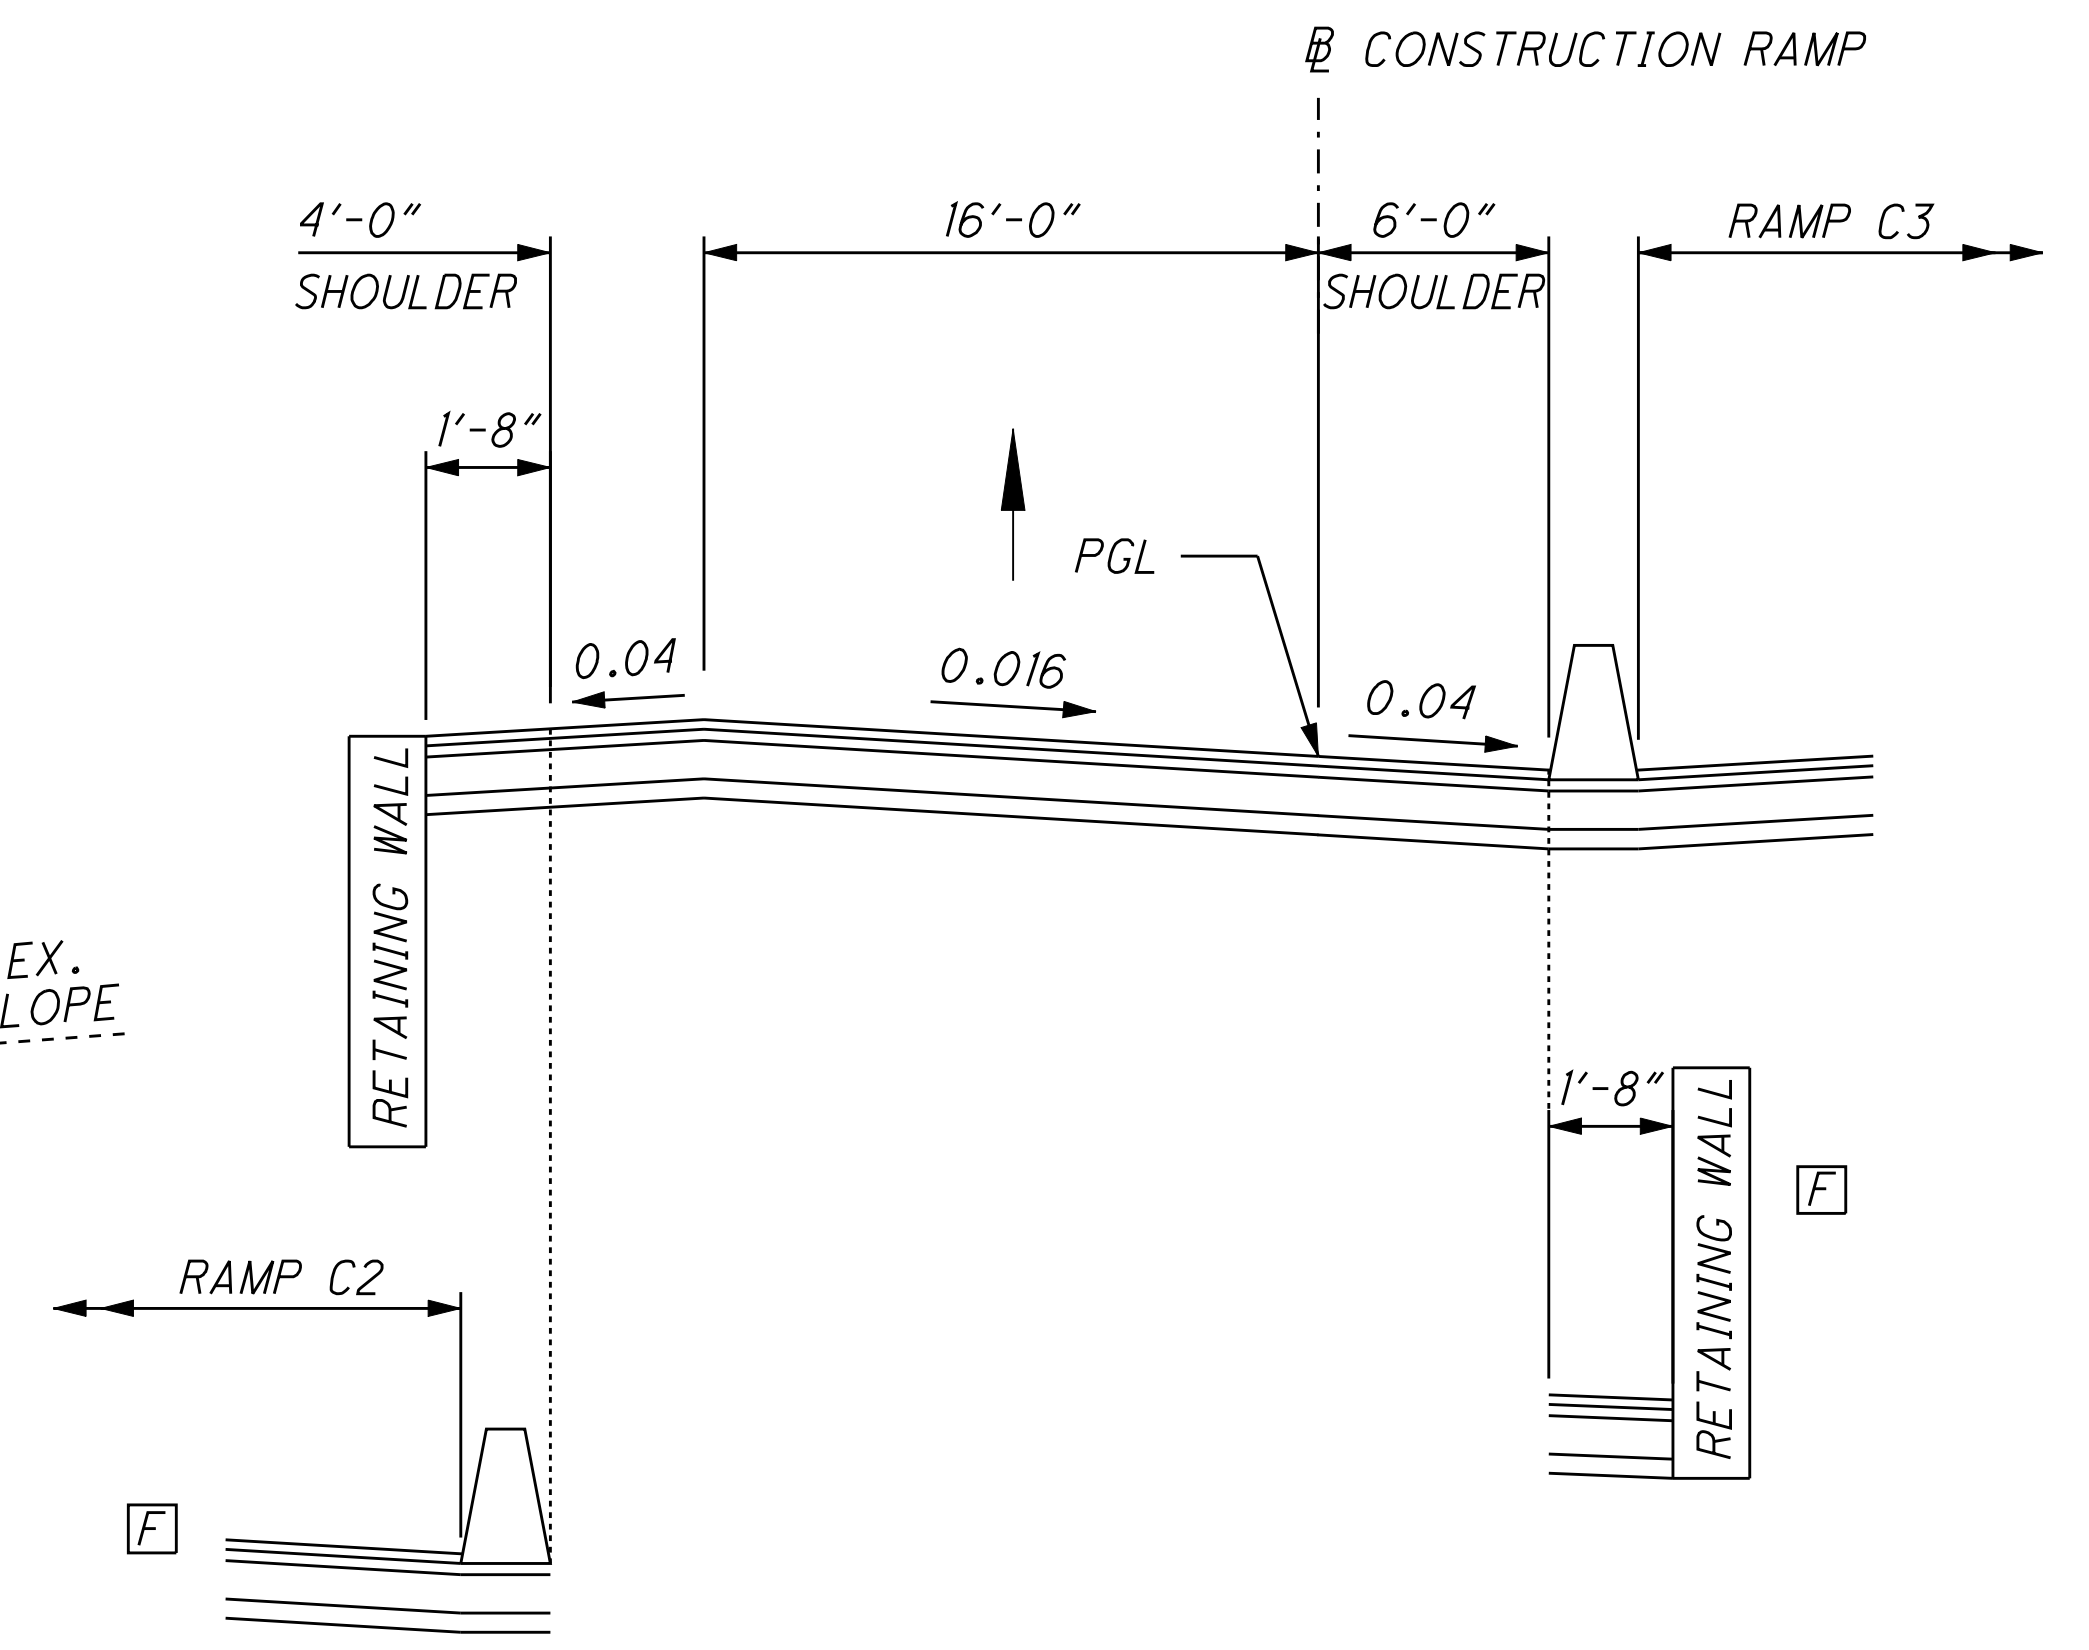 ℄ CONSTRUCTION RAMP
4'-0"
16'-0"
6'-0"
RAMP C3
SHOULDER
SHOULDER
1'-8"
PGL
0.04
0.016
0.04
RETAINING WALL
EX.
LOPE
1'-8"
RETAINING WALL
F
RAMP C2
F